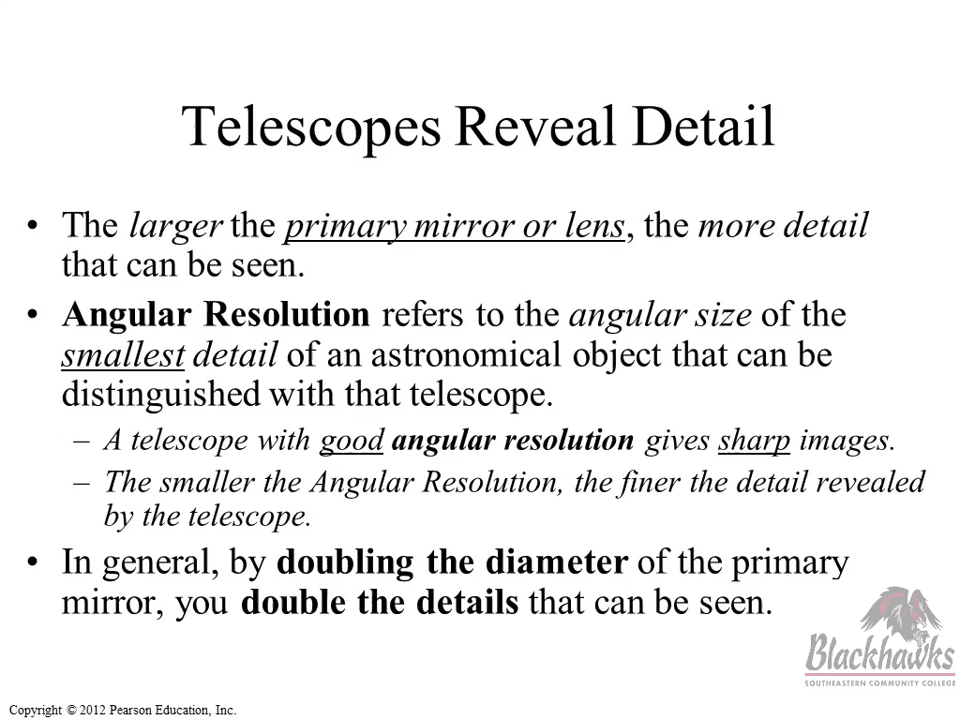 Telescopes Reveal Detail
• The larger the primary mirror or lens, the more detail
that can be seen.
• Angular Resolution refers to the angular size of the
smallest detail of an astronomical object that can be
distinguished with that telescope.
– A telescope with good angular resolution gives sharp images.
– The smaller the Angular Resolution, the finer the detail revealed
by the telescope.
• In general, by doubling the diameter of the primary
mirror, you double the details that can be seen.
Blackhawks
SOUTHEASTERN COMMUNITY COLLEGE
Copyright © 2012 Pearson Education, Inc.